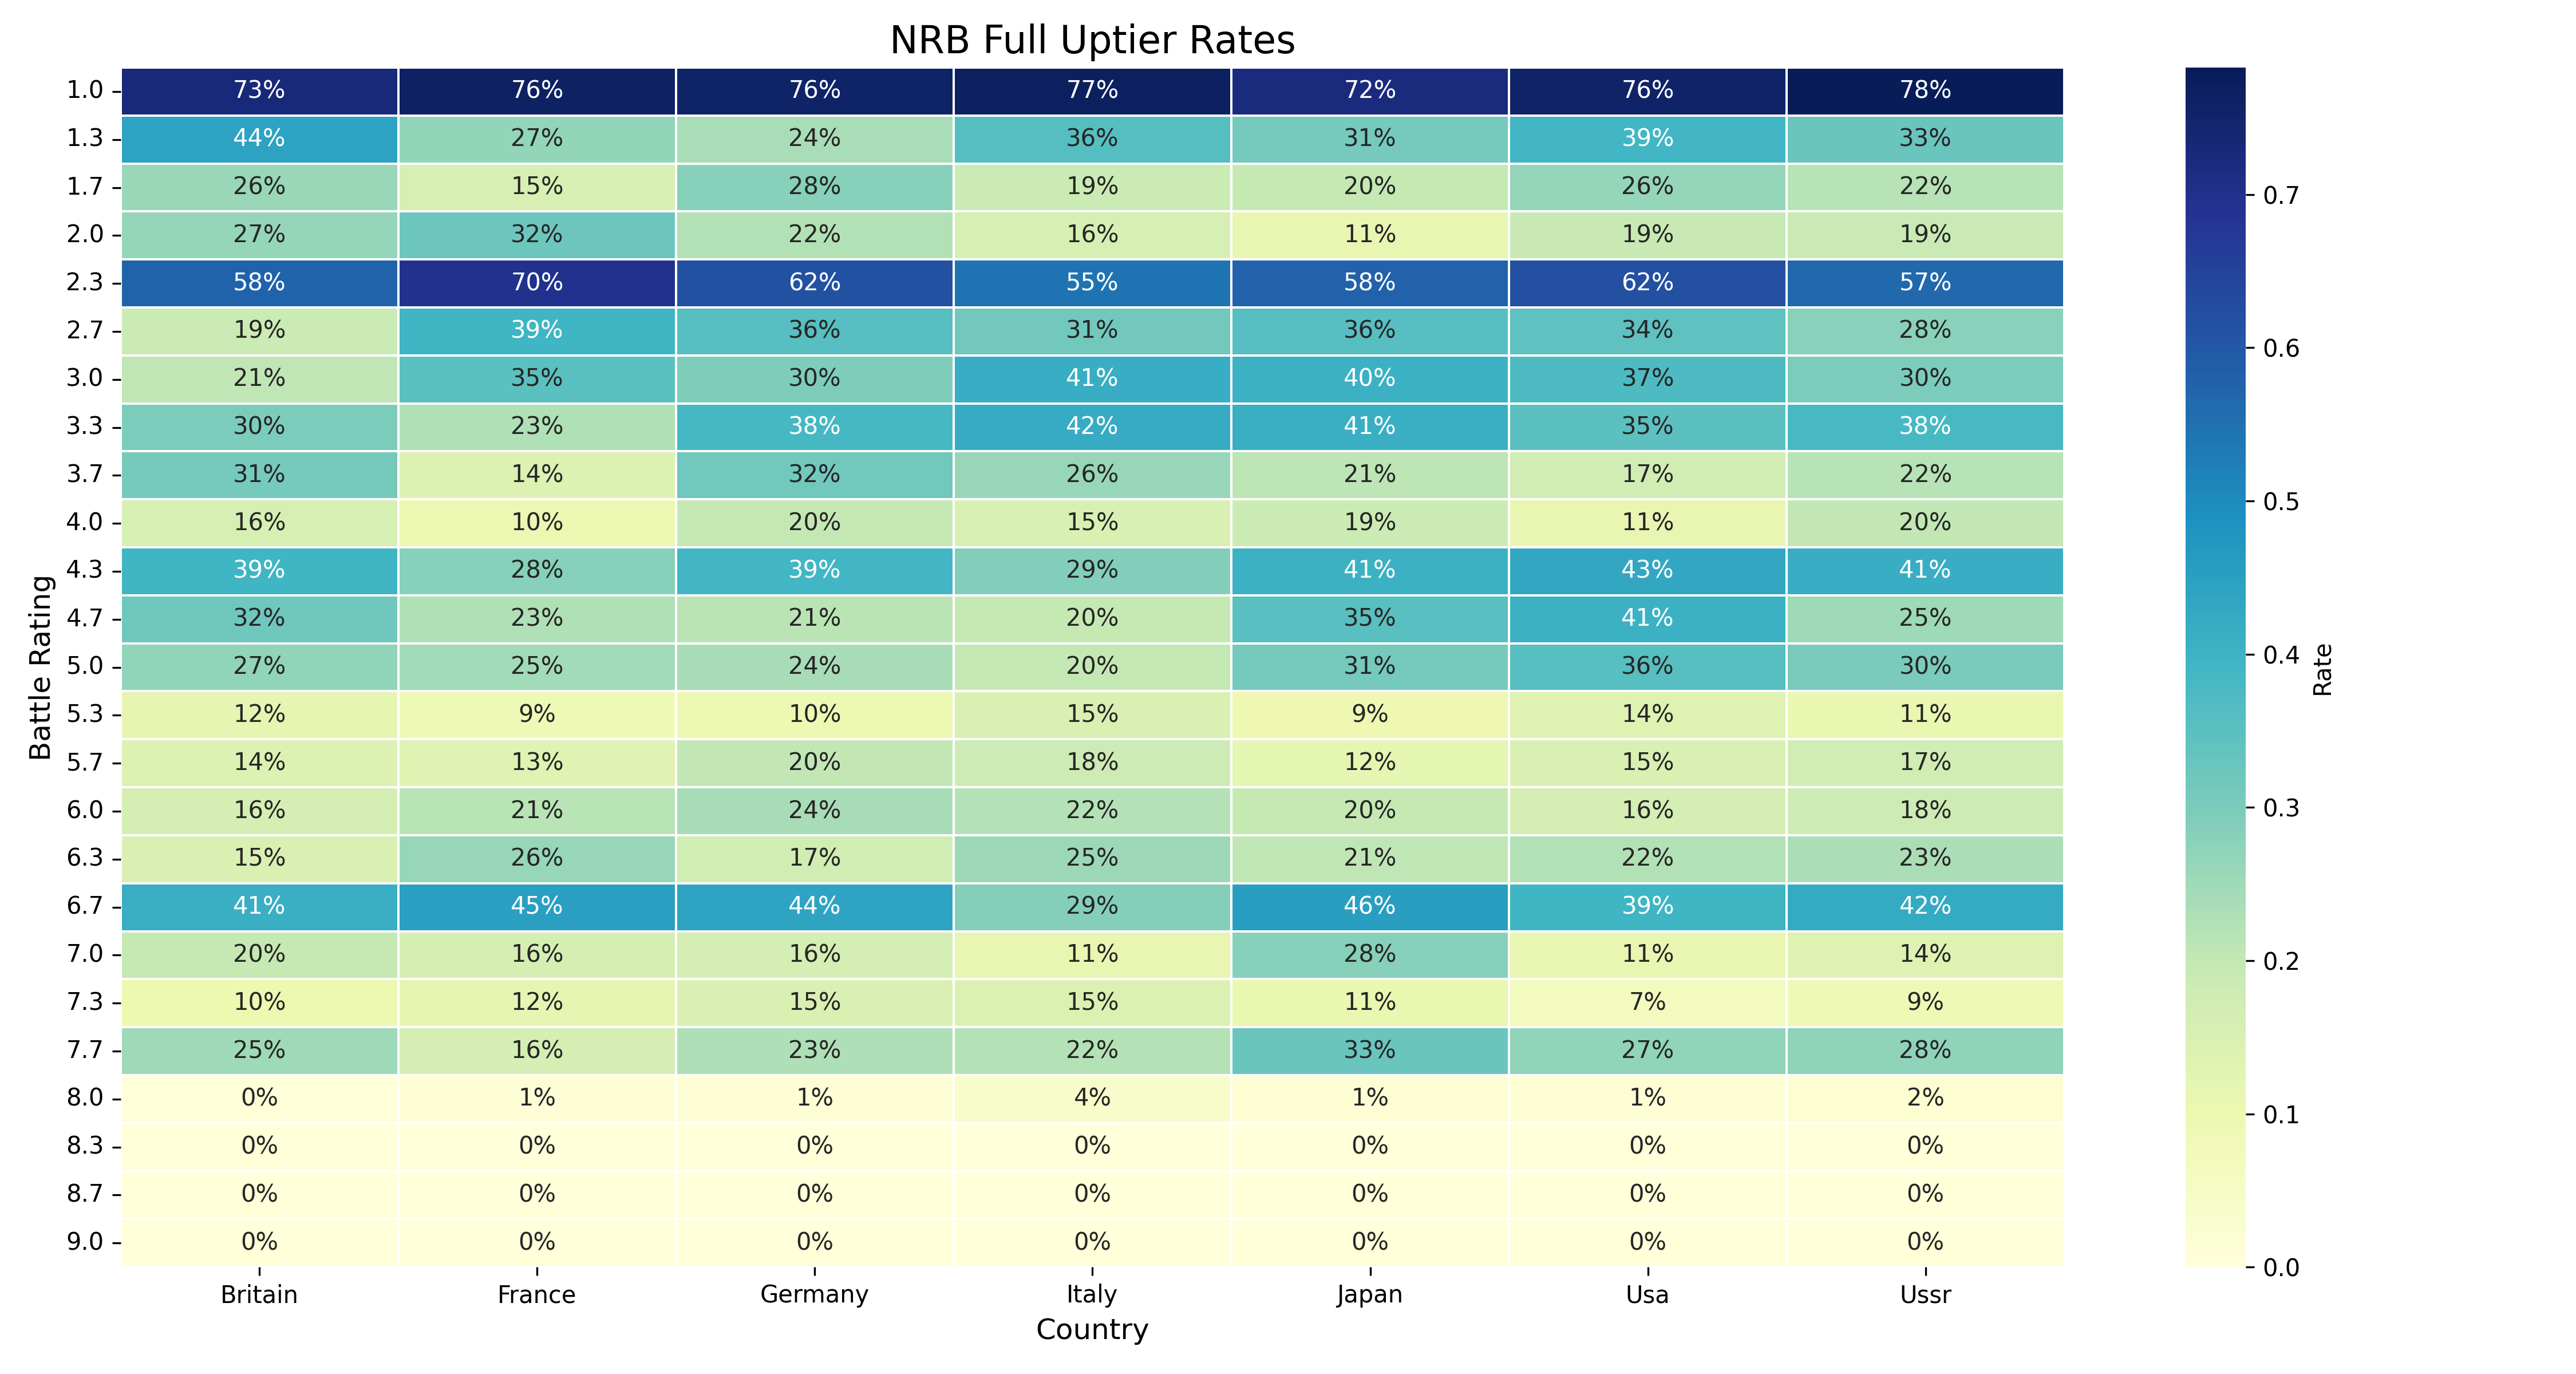 NRB Full Uptier Rates
1.0 73% 76% 76% 77% 72% 76% 78%
1.3 44% 27% 24% 36% 31% 39% 33%
1.7 26% 15% 28% 19% 20% 26% 22%
2.0 27% 32% 22% 16% 11% 19% 19%
2.3 58% 70% 62% 55% 58% 62% 57%
2.7 19% 39% 36% 31% 36% 34% 28%
3.0 21% 35% 30% 41% 40% 37% 30%
3.3 30% 23% 38% 42% 41% 35% 38%
3.7 31% 14% 32% 26% 21% 17% 22%
4.0 16% 10% 20% 15% 19% 11% 20%
4.3 39% 28% 39% 29% 41% 43% 41%
4.7 32% 23% 21% 20% 35% 41% 25%
5.0 27% 25% 24% 20% 31% 36% 30%
5.3 12% 9% 10% 15% 9% 14% 11%
5.7 14% 13% 20% 18% 12% 15% 17%
6.0 16% 21% 24% 22% 20% 16% 18%
6.3 15% 26% 17% 25% 21% 22% 23%
6.7 41% 45% 44% 29% 46% 39% 42%
7.0 20% 16% 16% 11% 28% 11% 14%
7.3 10% 12% 15% 15% 11% 7% 9%
7.7 25% 16% 23% 22% 33% 27% 28%
8.0 0% 1% 1% 4% 1% 1% 2%
8.3 0% 0% 0% 0% 0% 0% 0%
8.7 0% 0% 0% 0% 0% 0% 0%
9.0 0% 0% 0% 0% 0% 0% 0%
Britain France Germany Italy Japan Usa Ussr
Country
Battle Rating
0.7
0.6
0.5
0.4
0.3
0.2
0.1
0.0
Rate